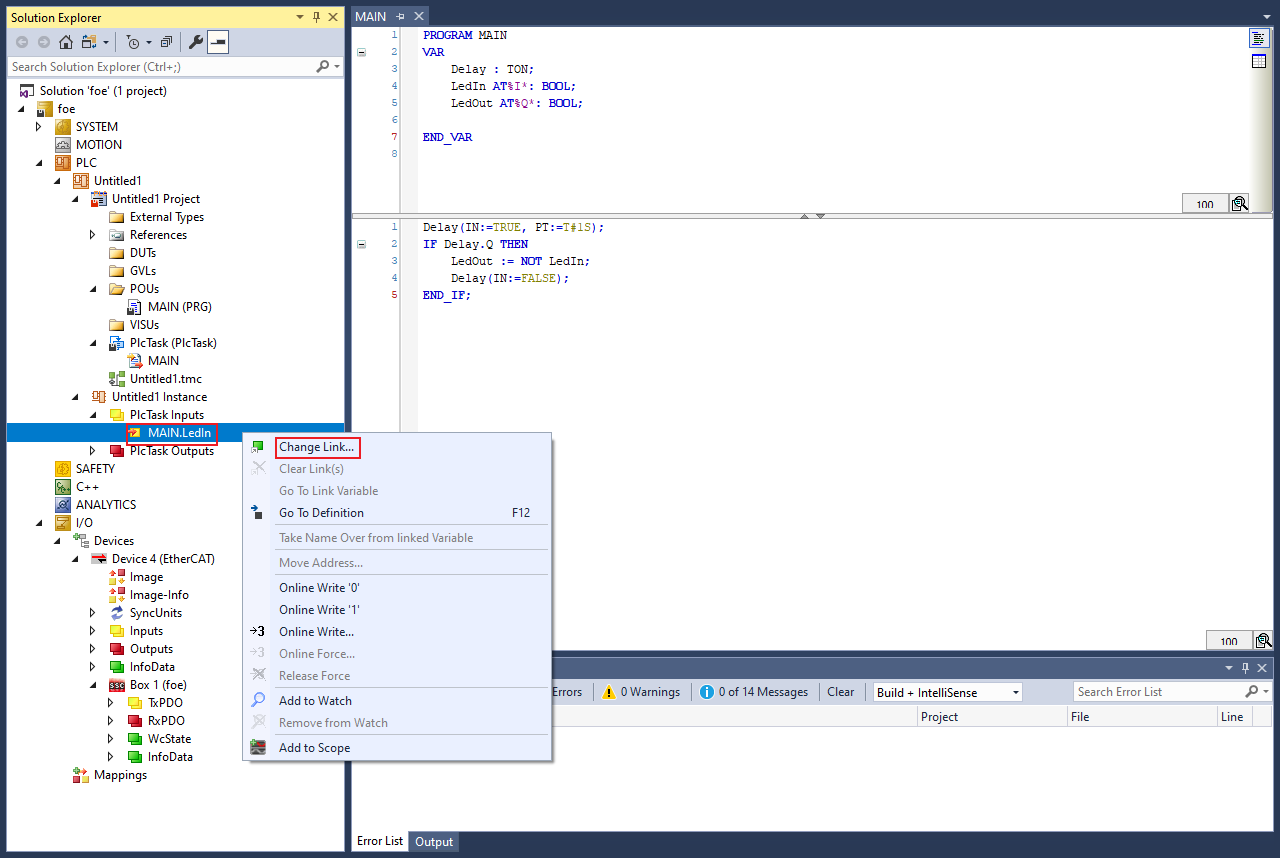 Solution Explorer
Search Solution Explorer (Ctrl+;)
Solution 'foe' (1 project)
foe
SYSTEM
MOTION
PLC
Untitled1
Untitled1 Project
External Types
References
DUTs
GVLs
POUs
MAIN (PRG)
VISUs
PlcTask (PlcTask)
MAIN
Untitled1.tmc
Untitled1 Instance
PlcTask Inputs
MAIN.LedIn
PlcTask Outputs
SAFETY
C++
ANALYTICS
I/O
Devices
Device 4 (EtherCAT)
Image
Image-Info
SyncUnits
Inputs
Outputs
InfoData
Box 1 (foe)
TxPDO
RxPDO
WcState
InfoData
Mappings
Change Link...
Clear Link(s)
Go To Link Variable
Go To Definition F12
Take Name Over from linked Variable
Move Address...
Online Write '0'
Online Write '1'
→3 Online Write...
→3 Online Force...
Release Force
Add to Watch
Remove from Watch
Add to Scope
MAIN
1 PROGRAM MAIN
2 VAR
3 Delay : TON;
4 LedIn AT%I*: BOOL;
5 LedOut AT%Q*: BOOL;
6
7 END_VAR
8
100
1 Delay(IN:=TRUE, PT:=T#1S);
2 IF Delay.Q THEN
3 LedOut := NOT LedIn;
4 Delay(IN:=FALSE);
5 END_IF;
100
Errors 0 Warnings 0 of 14 Messages Clear Build + IntelliSense Search Error List
Project File Line
Error List Output